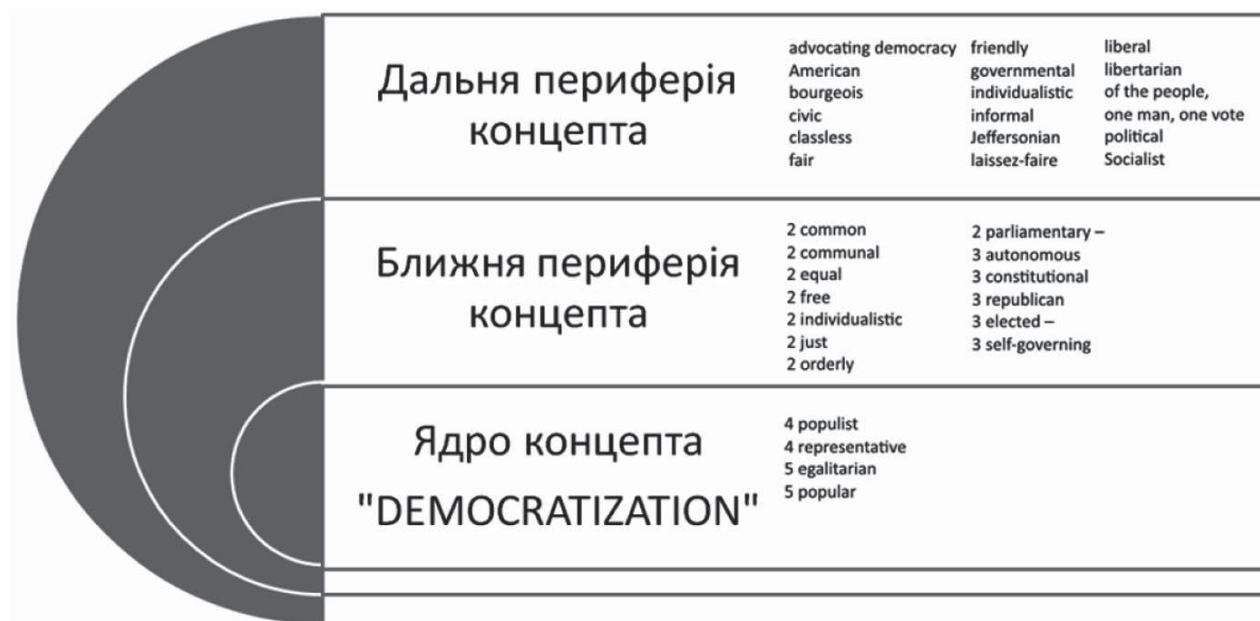 Дальня периферія
концепта
advocating democracy
American
bourgeois
civic
classless
fair
friendly
governmental
individualistic
informal
Jeffersonian
laissez-faire
liberal
libertarian
of the people,
one man, one vote
political
Socialist
Ближня периферія
концепта
2 common
2 communal
2 equal
2 free
2 individualistic
2 just
2 orderly
2 parliamentary –
3 autonomous
3 constitutional
3 republican
3 elected –
3 self-governing
Ядро концепта
"DEMOCRATIZATION"
4 populist
4 representative
5 egalitarian
5 popular